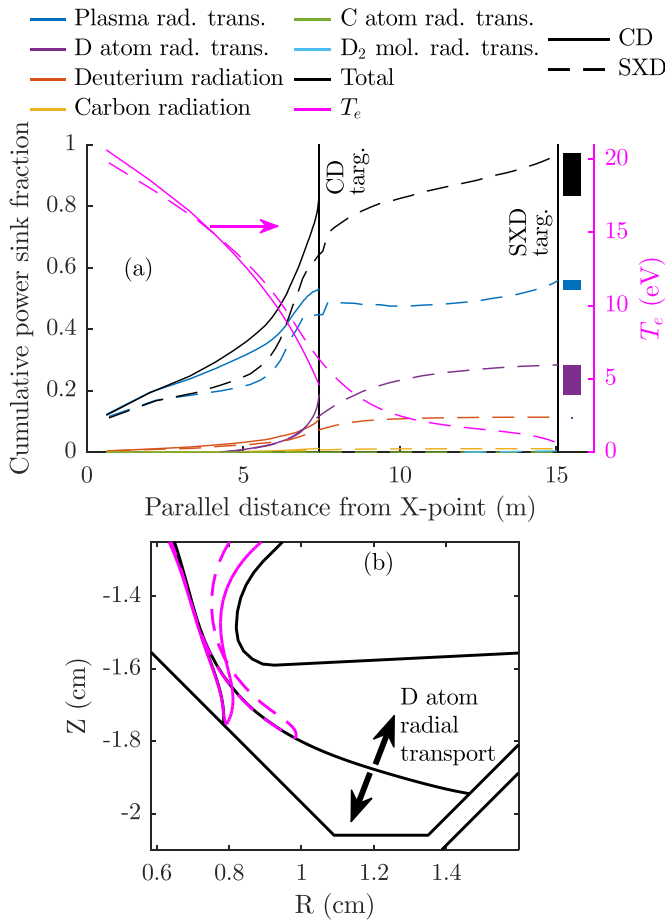 Plasma rad. trans.
C atom rad. trans.
D atom rad. trans.
D₂ mol. rad. trans.
Deuterium radiation
Total
Carbon radiation
Tₑ
CD
SXD
Cumulative power sink fraction
1
0.8
0.6
0.4
0.2
0
(a)
CD
targ.
SXD
targ.
20
15
10
5
0
Tₑ (eV)
0
5
10
15
Parallel distance from X-point (m)
(b)
Z (cm)
-1.4
-1.6
-1.8
-2
D atom
radial
transport
0.6
0.8
1
1.2
1.4
R (cm)